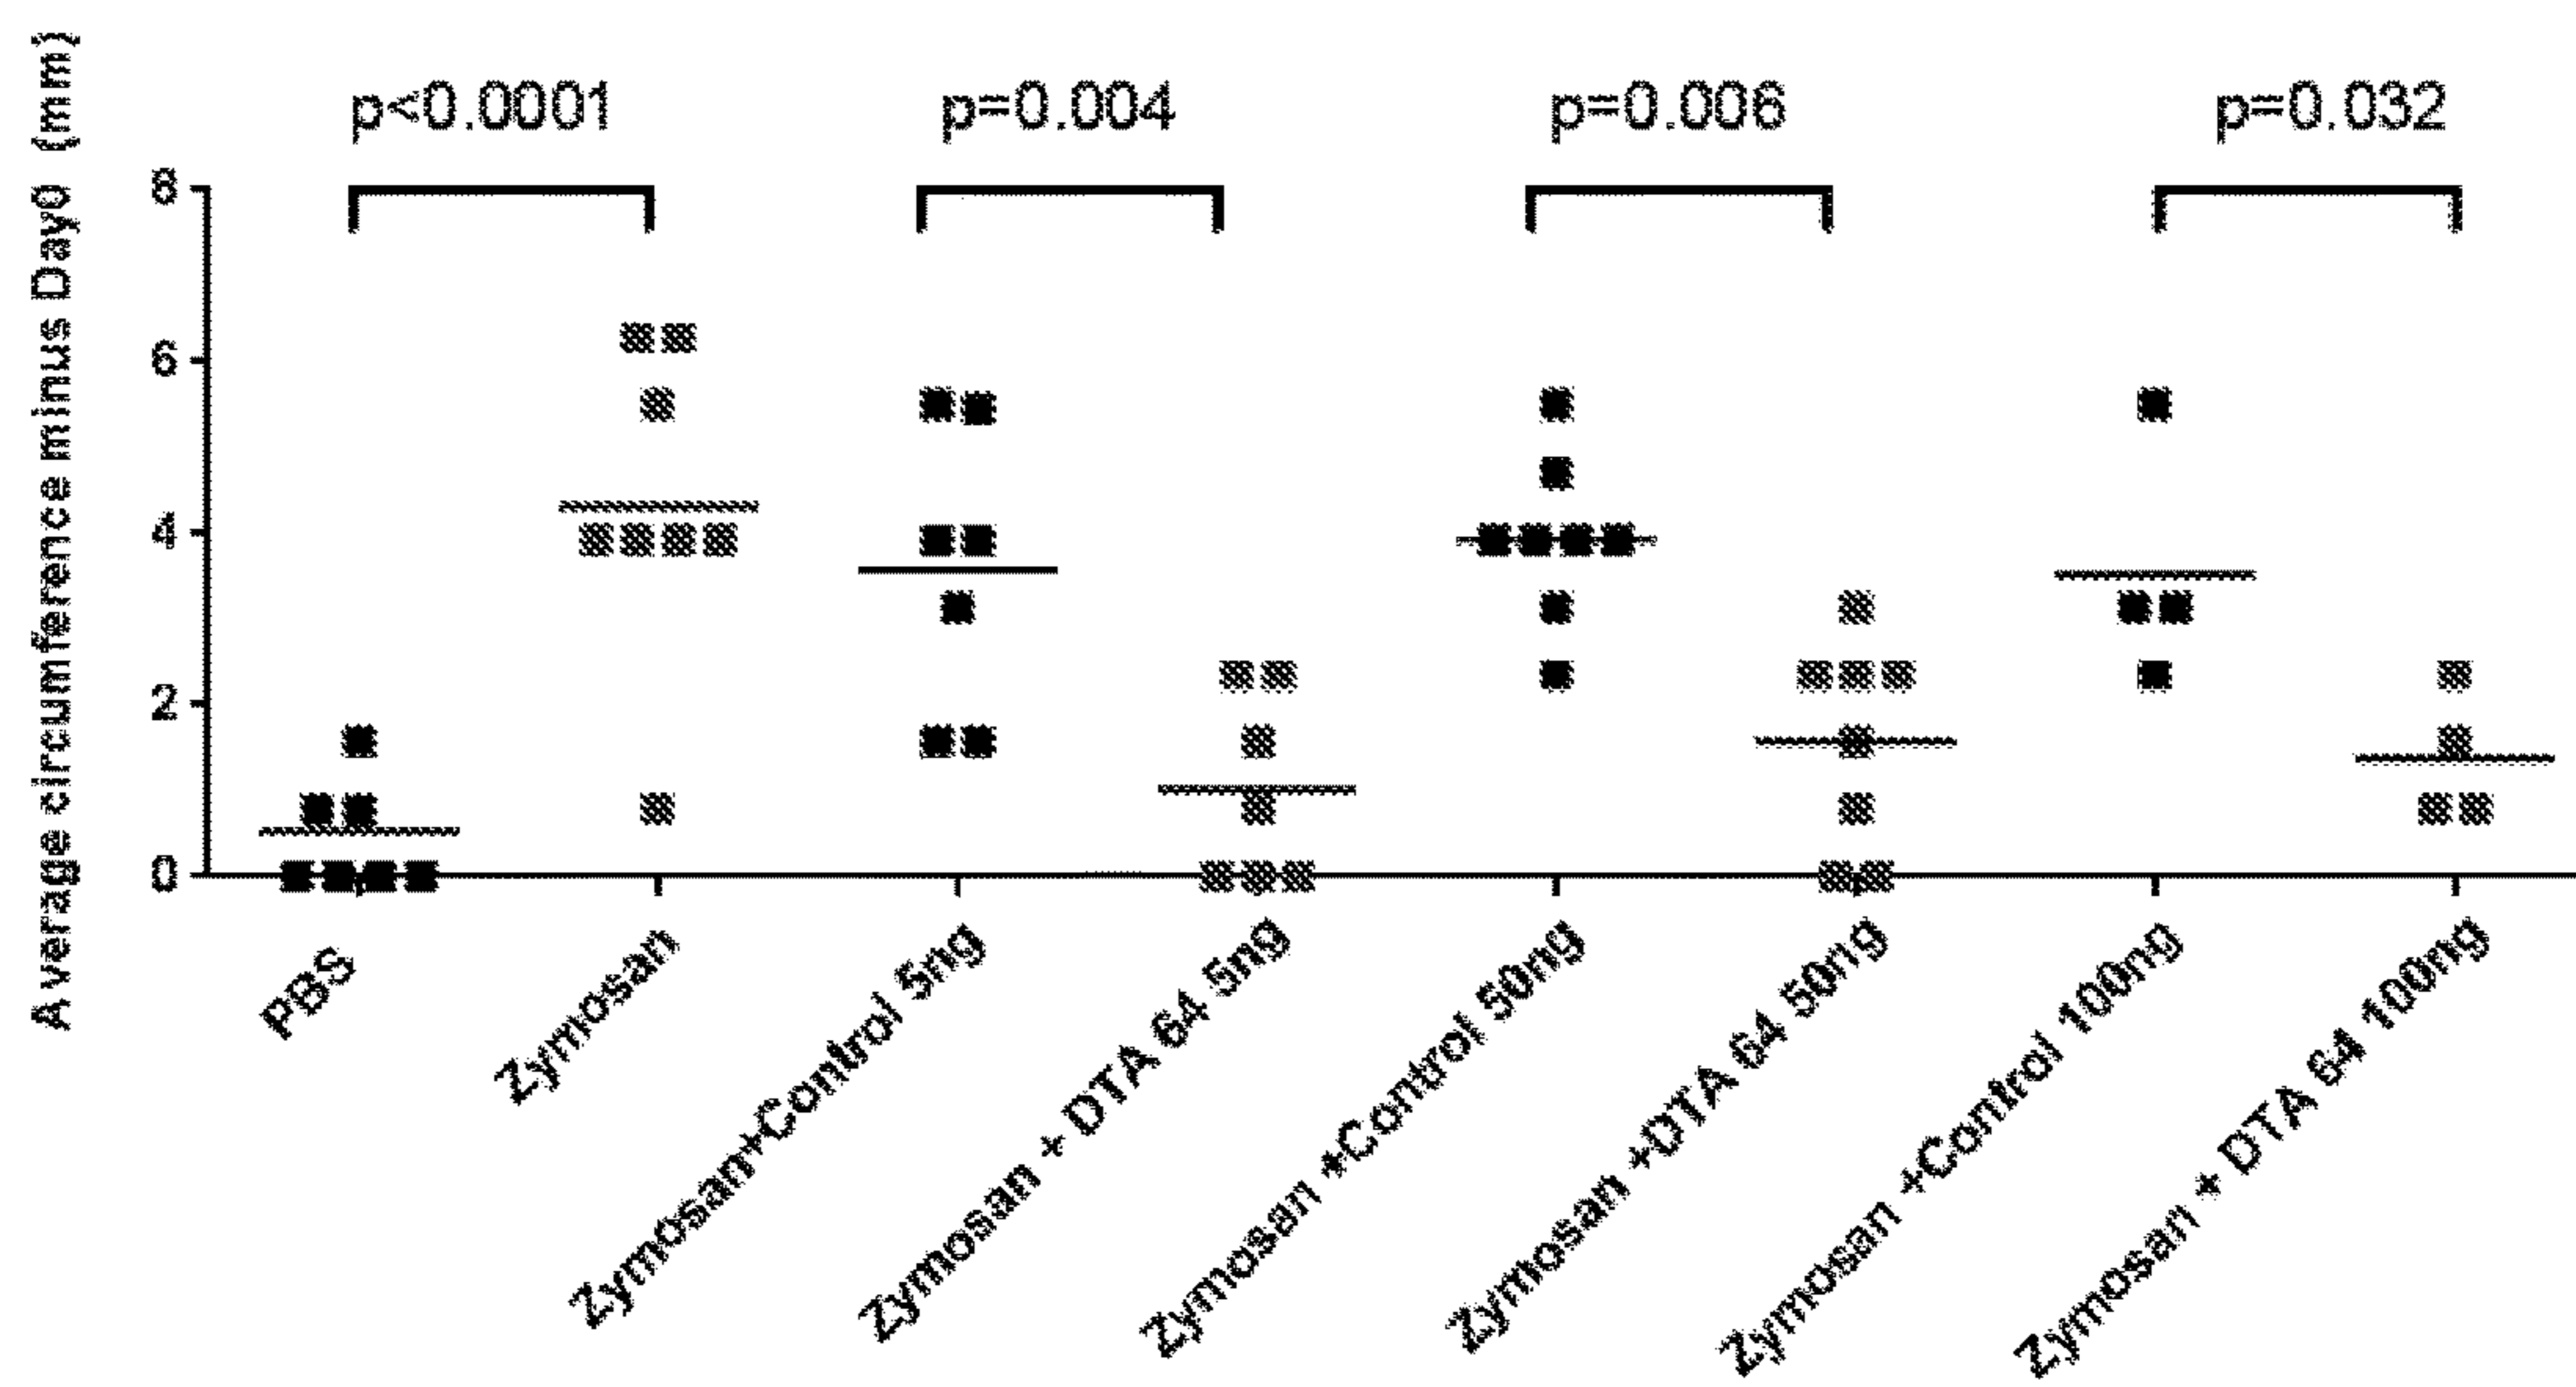 Average circumference minus Day0 (mm)
p<0.0001
p=0.004
p=0.006
p=0.032
8
6
4
2
0
PBS
Zymosan
Zymosan+Control 5ng
Zymosan + DTA 64 5ng
Zymosan +Control 50ng
Zymosan +DTA 64 50ng
Zymosan +Control 100ng
Zymosan + DTA 64 100ng